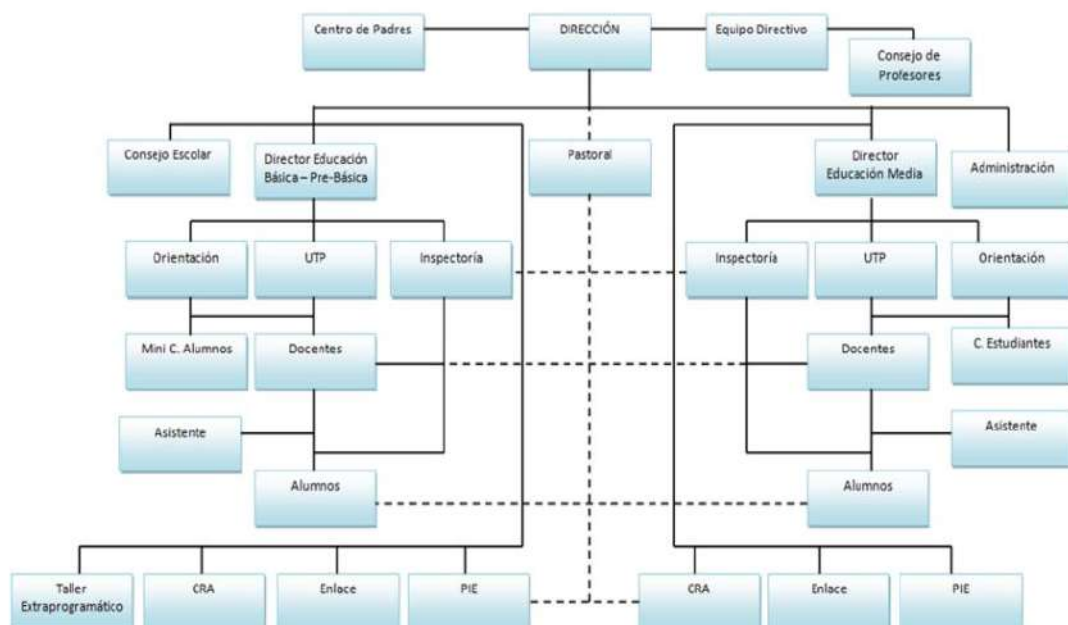 Centro de Padres
DIRECCIÓN
Equipo Directivo
Consejo de
Profesores
Consejo Escolar
Director Educación
Básica – Pre-Básica
Pastoral
Director
Educación Media
Administración
Orientación
UTP
Inspectoría
Inspectoría
UTP
Orientación
Mini C. Alumnos
Docentes
Docentes
C. Estudiantes
Asistente
Asistente
Alumnos
Alumnos
Taller
Extraprogramático
CRA
Enlace
PIE
CRA
Enlace
PIE